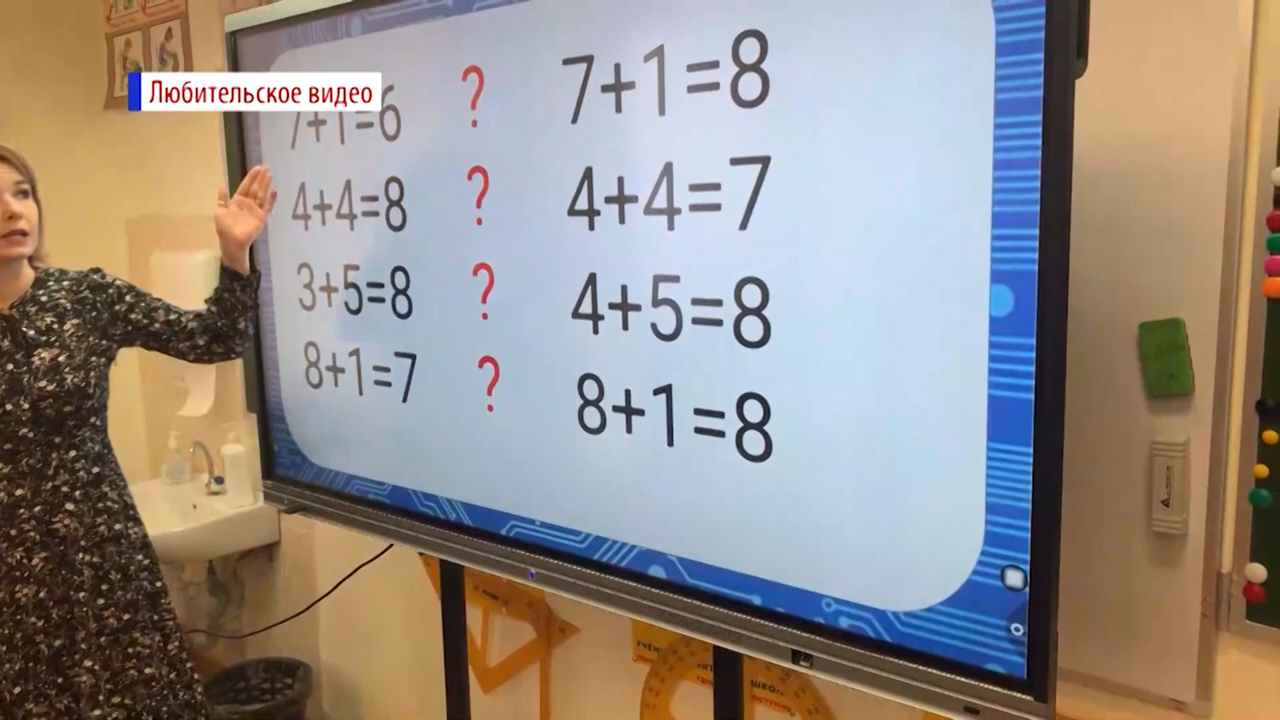 Любительское видео
7+1=6 ? 7+1=8
4+4=8 ? 4+4=7
3+5=8 ? 4+5=8
8+1=7 ? 8+1=8